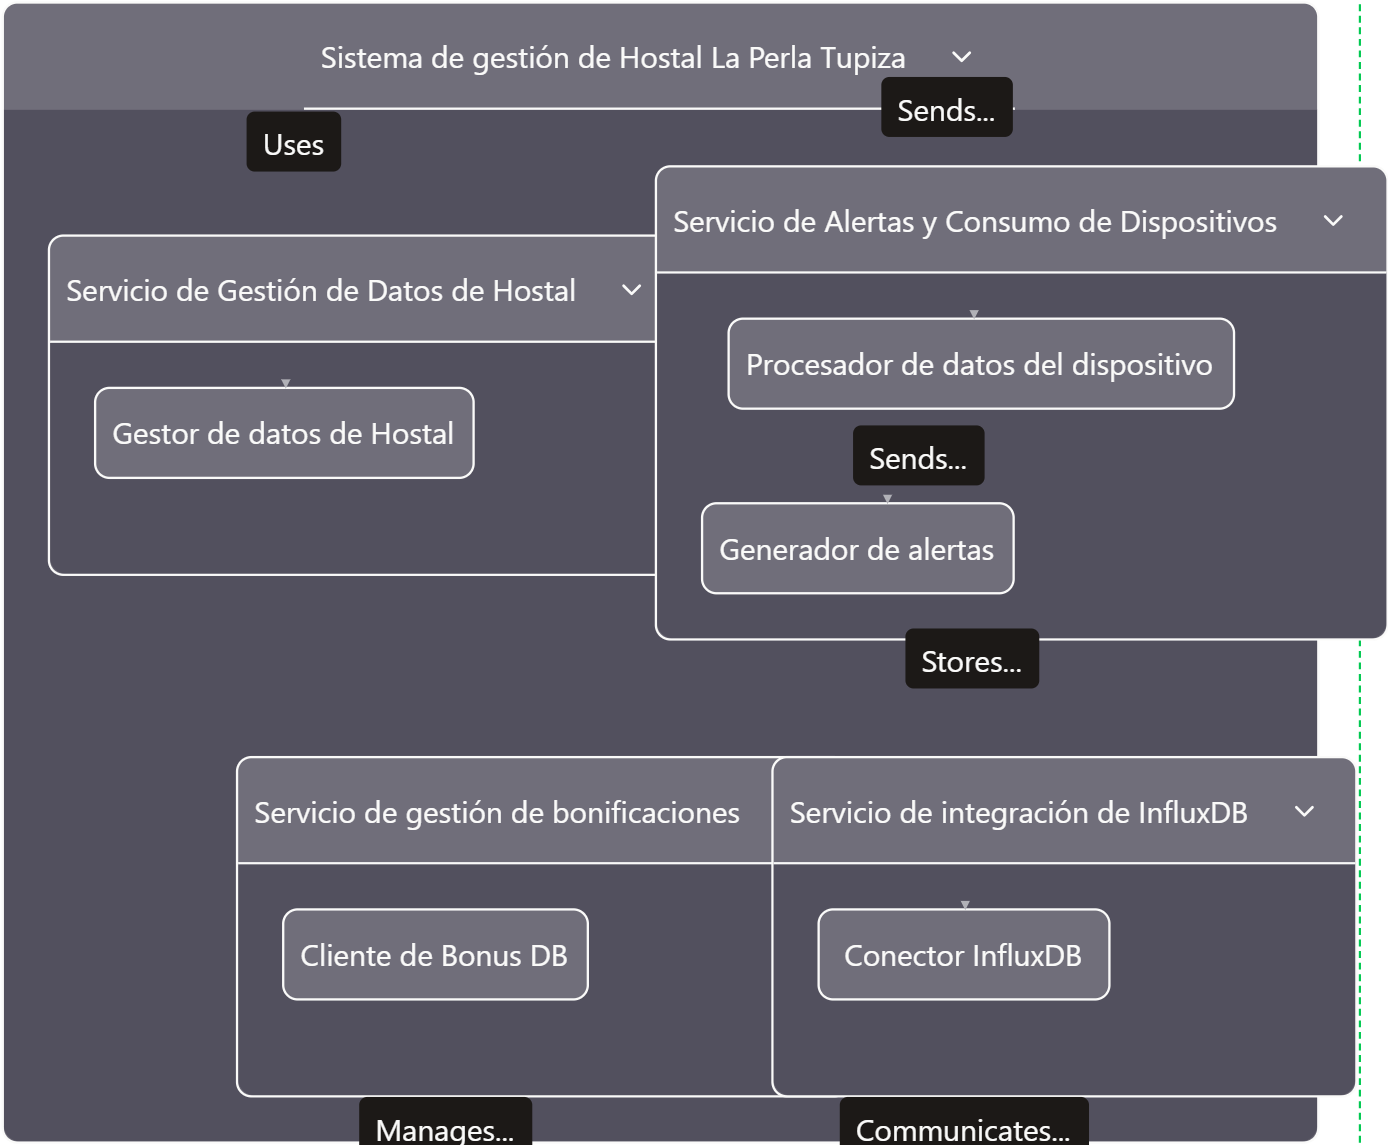 Sistema de gestión de Hostal La Perla Tupiza
Sends...
Uses
Servicio de Alertas y Consumo de Dispositivos
Servicio de Gestión de Datos de Hostal
Procesador de datos del dispositivo
Gestor de datos de Hostal
Sends...
Generador de alertas
Stores...
Servicio de gestión de bonificaciones
Servicio de integración de InfluxDB
Cliente de Bonus DB
Conector InfluxDB
Manages...
Communicates...